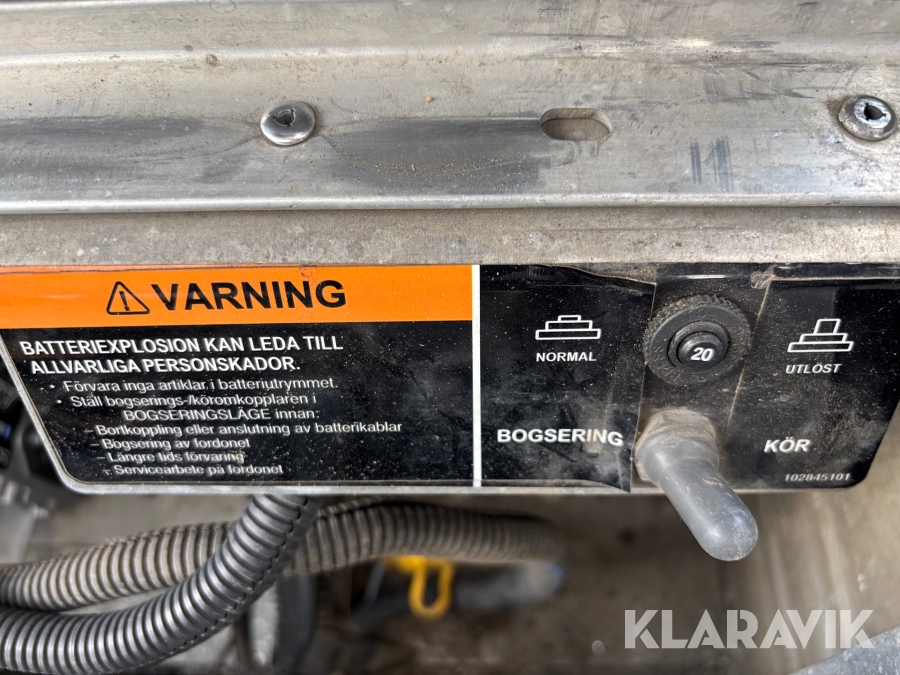 VARNING
BATTERIEXPLOSION KAN LEDA TILL
ALLVARLIGA PERSONSKADOR.
• Förvara inga artiklar i batteriutrymmet.
• Ställ bogserings-/köromkopplaren i
BOGSERINGSLÄGE innan:
– Bortkoppling eller anslutning av batterikablar
– Bogsering av fordonet
– Längre tids förvaring
– Servicearbete på fordonet
NORMAL
20
UTLÖST
BOGSERING
KÖR
102845101
KLARAVIK